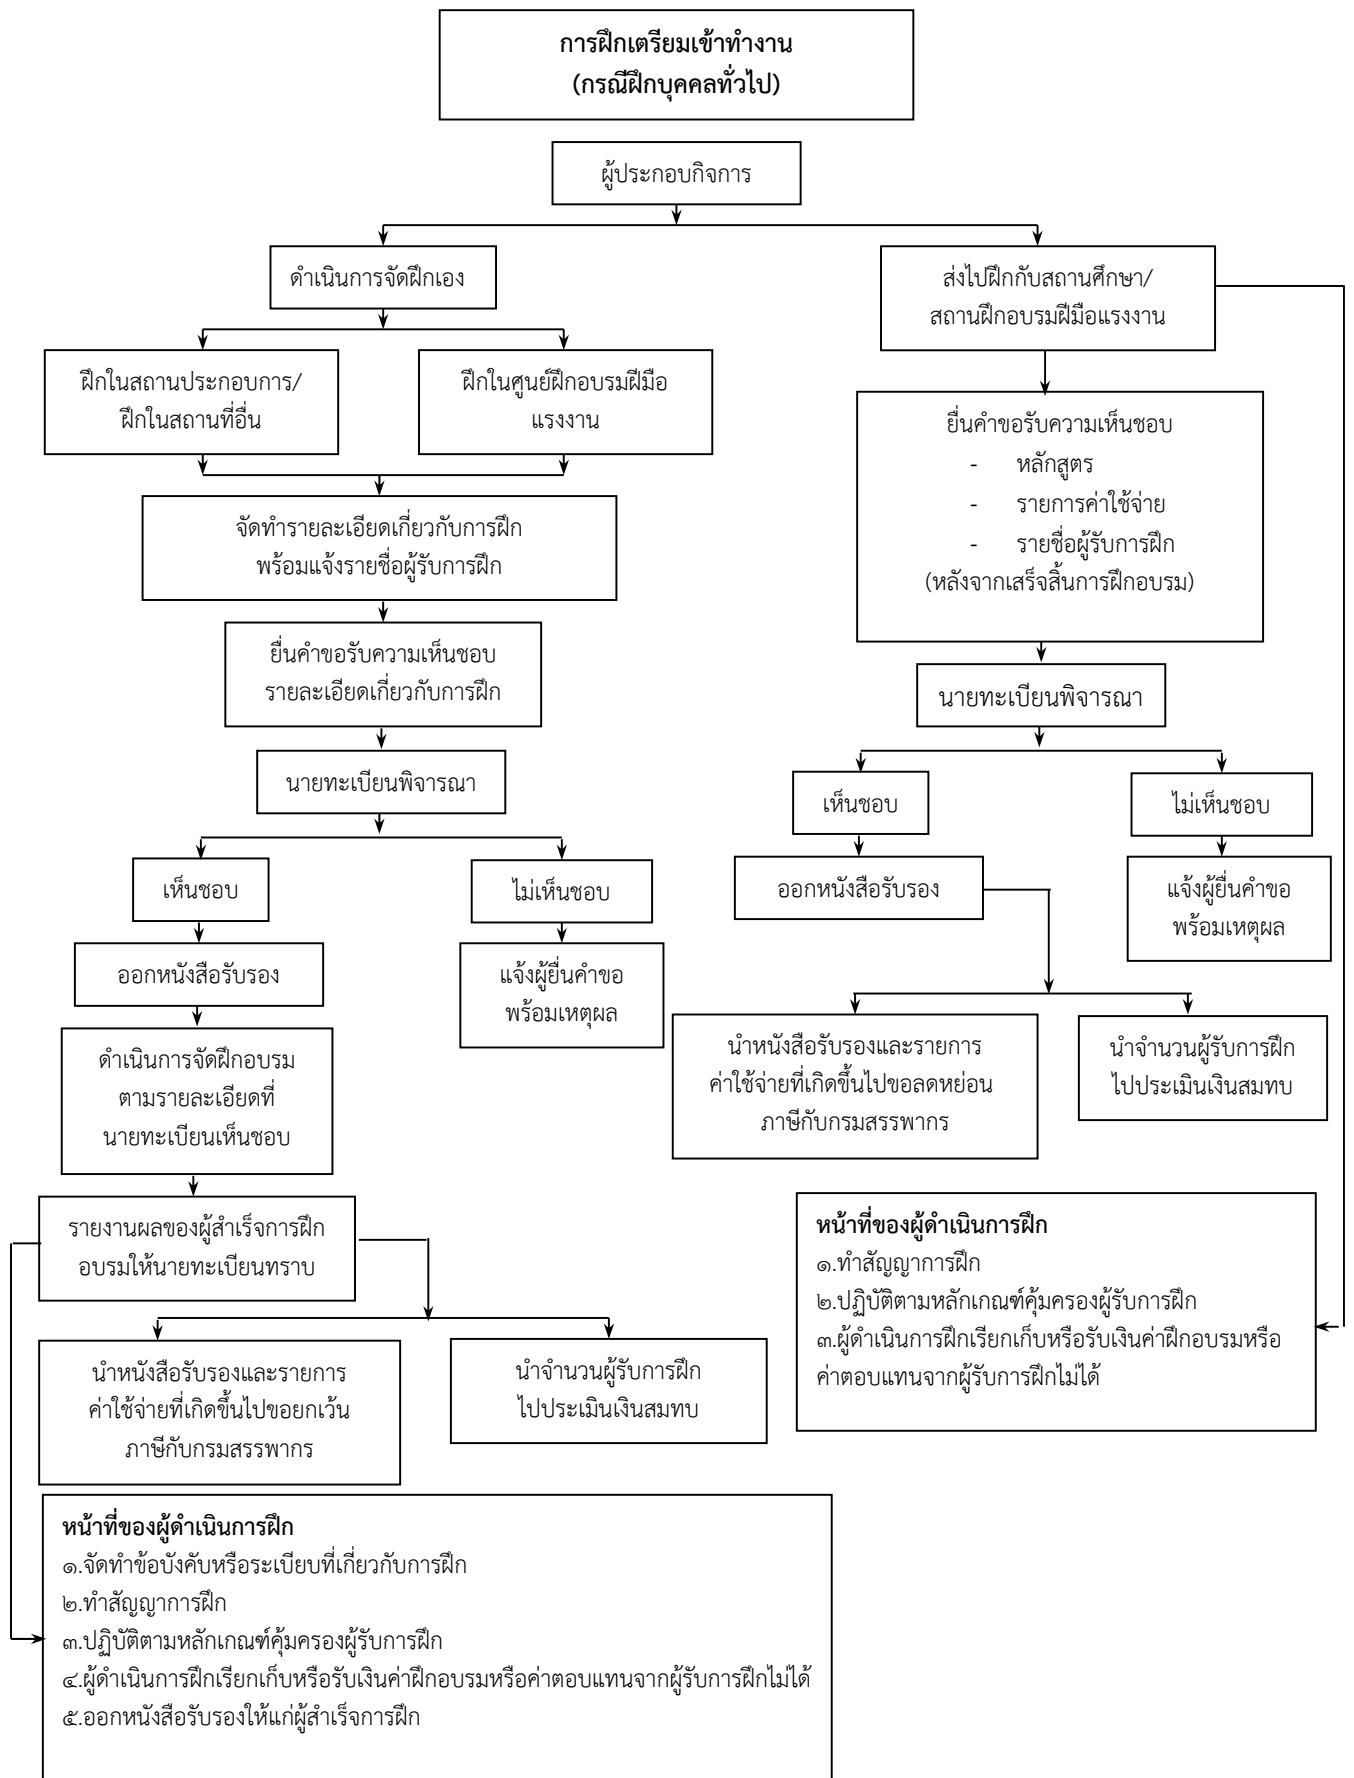 การฝึกเตรียมเข้าทำงาน
(กรณีฝึกบุคคลทั่วไป)
ผู้ประกอบกิจการ
ดำเนินการจัดฝึกเอง
ส่งไปฝึกกับสถานศึกษา/
สถานฝึกอบรมฝีมือแรงงาน
ฝึกในสถานประกอบการ/
ฝึกในสถานที่อื่น
ฝึกในศูนย์ฝึกอบรมฝีมือ
แรงงาน
จัดทำรายละเอียดเกี่ยวกับการฝึก
พร้อมแจ้งรายชื่อผู้รับการฝึก
ยื่นคำขอรับความเห็นชอบ
รายละเอียดเกี่ยวกับการฝึก
นายทะเบียนพิจารณา
เห็นชอบ
ไม่เห็นชอบ
ออกหนังสือรับรอง
แจ้งผู้ยื่นคำขอ
พร้อมเหตุผล
ดำเนินการจัดฝึกอบรม
ตามรายละเอียดที่
นายทะเบียนเห็นชอบ
รายงานผลของผู้สำเร็จการฝึก
อบรมให้นายทะเบียนทราบ
นำหนังสือรับรองและรายการ
ค่าใช้จ่ายที่เกิดขึ้นไปขอยกเว้น
ภาษีกับกรมสรรพากร
นำจำนวนผู้รับการฝึก
ไปประเมินเงินสมทบ
หน้าที่ของผู้ดำเนินการฝึก
๑.จัดทำข้อบังคับหรือระเบียบที่เกี่ยวกับการฝึก
๒.ทำสัญญาการฝึก
๓.ปฏิบัติตามหลักเกณฑ์คุ้มครองผู้รับการฝึก
๔.ผู้ดำเนินการฝึกเรียกเก็บหรือรับเงินค่าฝึกอบรมหรือค่าตอบแทนจากผู้รับการฝึกไม่ได้
๕.ออกหนังสือรับรองให้แก่ผู้สำเร็จการฝึก
ยื่นคำขอรับความเห็นชอบ
- หลักสูตร
- รายการค่าใช้จ่าย
- รายชื่อผู้รับการฝึก
(หลังจากเสร็จสิ้นการฝึกอบรม)
นายทะเบียนพิจารณา
เห็นชอบ
ไม่เห็นชอบ
ออกหนังสือรับรอง
แจ้งผู้ยื่นคำขอ
พร้อมเหตุผล
นำหนังสือรับรองและรายการ
ค่าใช้จ่ายที่เกิดขึ้นไปขอลดหย่อน
ภาษีกับกรมสรรพากร
นำจำนวนผู้รับการฝึก
ไปประเมินเงินสมทบ
หน้าที่ของผู้ดำเนินการฝึก
๑.ทำสัญญาการฝึก
๒.ปฏิบัติตามหลักเกณฑ์คุ้มครองผู้รับการฝึก
๓.ผู้ดำเนินการฝึกเรียกเก็บหรือรับเงินค่าฝึกอบรมหรือ
ค่าตอบแทนจากผู้รับการฝึกไม่ได้